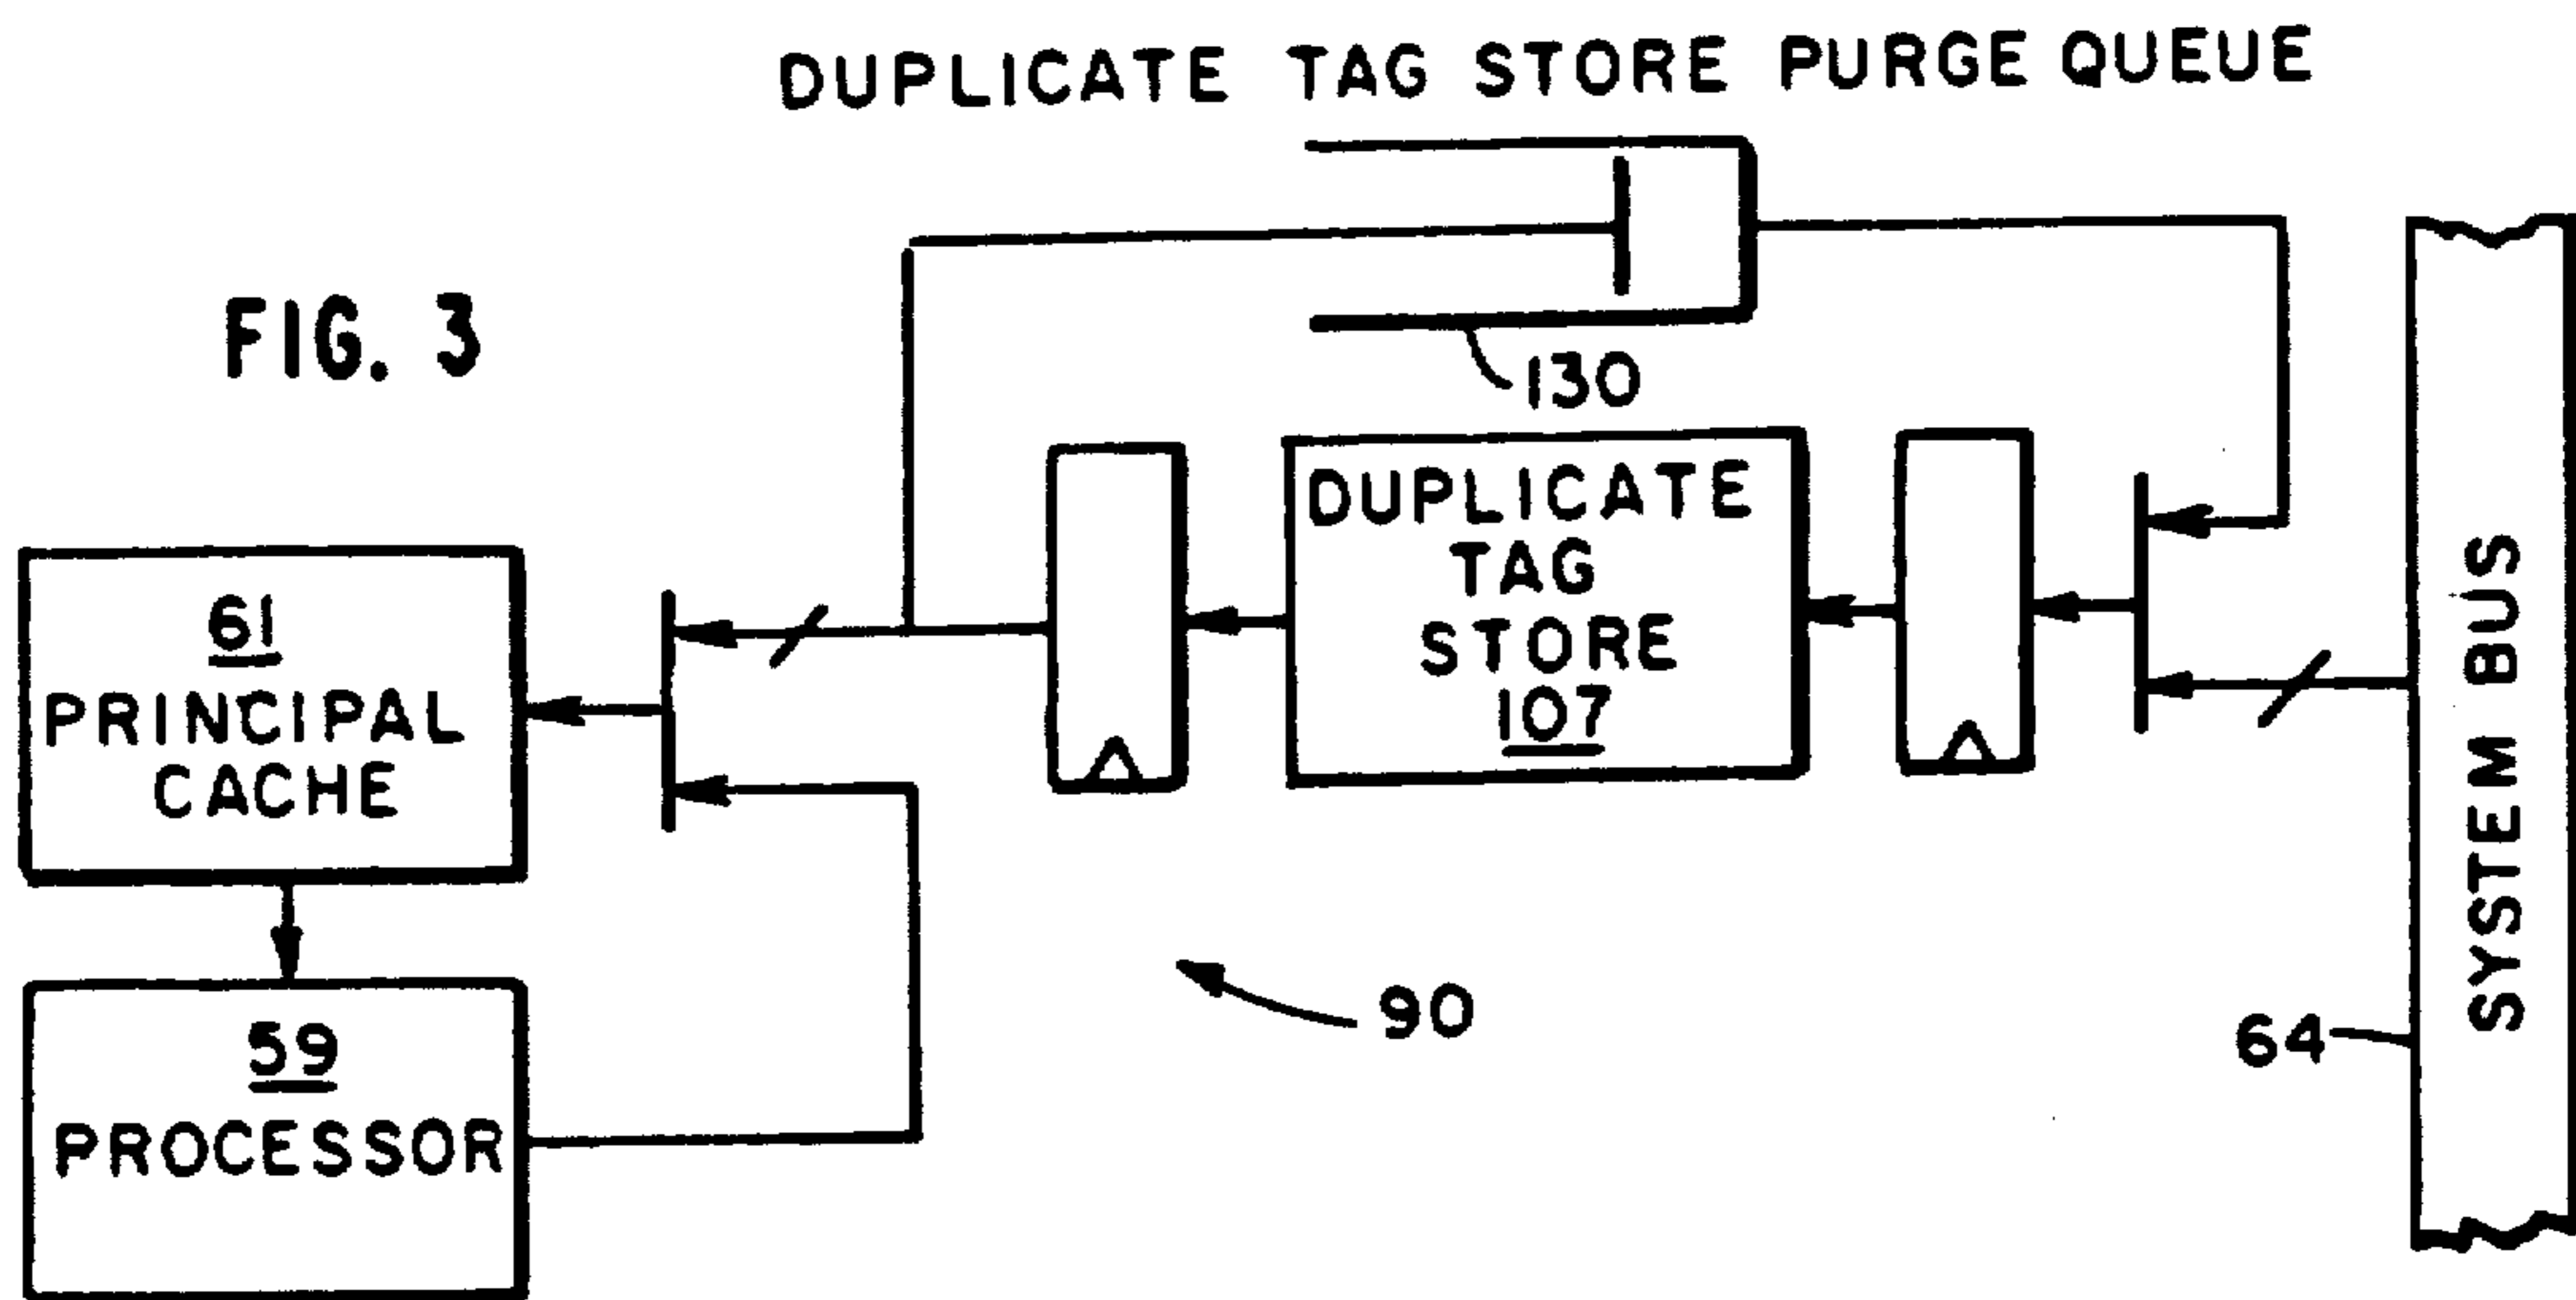 DUPLICATE TAG STORE PURGE QUEUE
FIG. 3
130
DUPLICATE
TAG
STORE
107
61
PRINCIPAL
CACHE
59
PROCESSOR
90
64
SYSTEM BUS